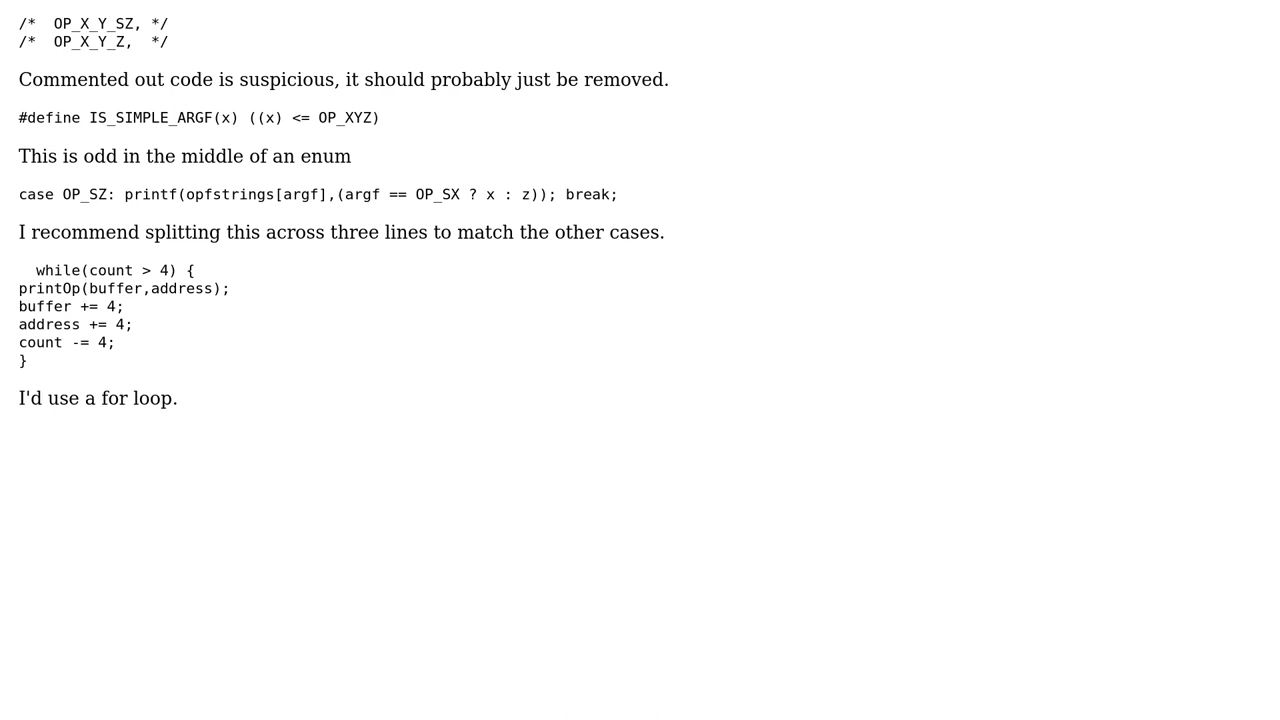 /*  OP_X_Y_SZ, */
/*  OP_X_Y_Z,  */
Commented out code is suspicious, it should probably just be removed.
#define IS_SIMPLE_ARGF(x) ((x) <= OP_XYZ)
This is odd in the middle of an enum
case OP_SZ: printf(opfstrings[argf],(argf == OP_SX ? x : z)); break;
I recommend splitting this across three lines to match the other cases.
  while(count > 4) {
printOp(buffer,address);
buffer += 4;
address += 4;
count -= 4;
}
I'd use a for loop.